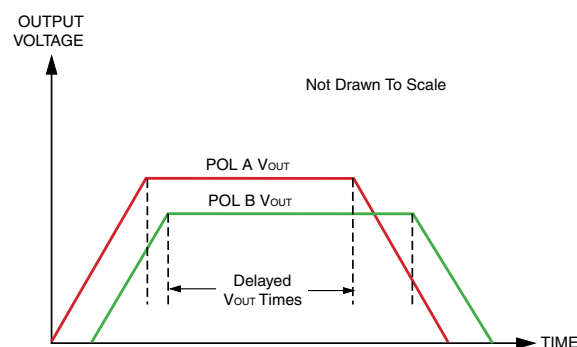 OUTPUT
VOLTAGE
Not Drawn To Scale
POL A VOUT
POL B VOUT
Delayed
VOUT Times
TIME